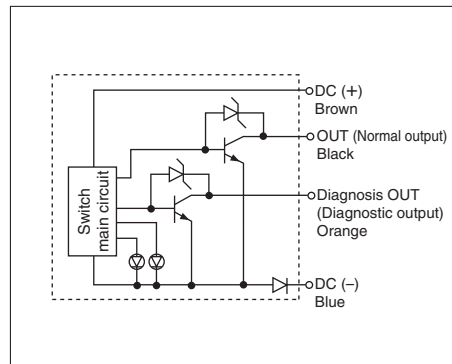 DC (+)
Brown
OUT (Normal output)
Black
Diagnosis OUT
(Diagnostic output)
Orange
Switch
main circuit
DC (–)
Blue